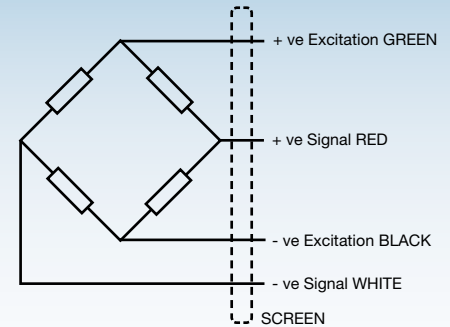 + ve Excitation GREEN
+ ve Signal RED
- ve Excitation BLACK
- ve Signal WHITE
SCREEN